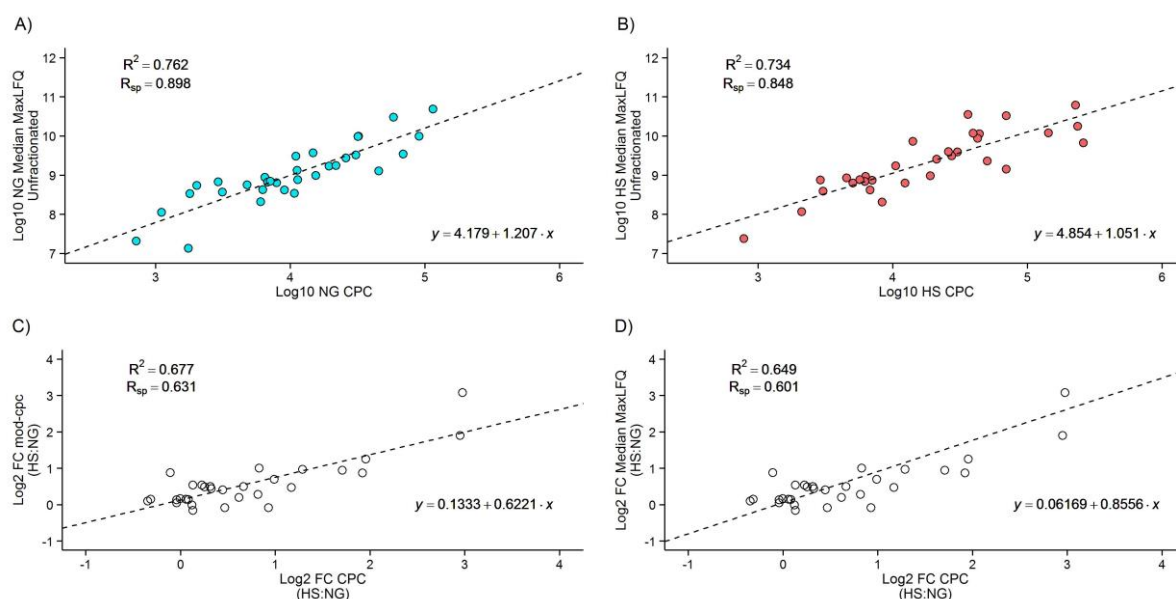 A)
R² = 0.762
Rsp = 0.898
Log10 NG Median MaxLFQ
Unfractionated
12
11
10
9
8
7
y = 4.179 + 1.207 · x
3
4
5
6
Log10 NG CPC
B)
R² = 0.734
Rsp = 0.848
Log10 HS Median MaxLFQ
Unfractionated
12
11
10
9
8
7
y = 4.854 + 1.051 · x
3
4
5
6
Log10 HS CPC
C)
R² = 0.677
Rsp = 0.631
Log2 FC mod-cpc
(HS:NG)
4
3
2
1
0
-1
y = 0.1333 + 0.6221 · x
-1
0
1
2
3
4
Log2 FC CPC
(HS:NG)
D)
R² = 0.649
Rsp = 0.601
Log2 FC Median MaxLFQ
(HS:NG)
4
3
2
1
0
-1
y = 0.06169 + 0.8556 · x
-1
0
1
2
3
4
Log2 FC CPC
(HS:NG)